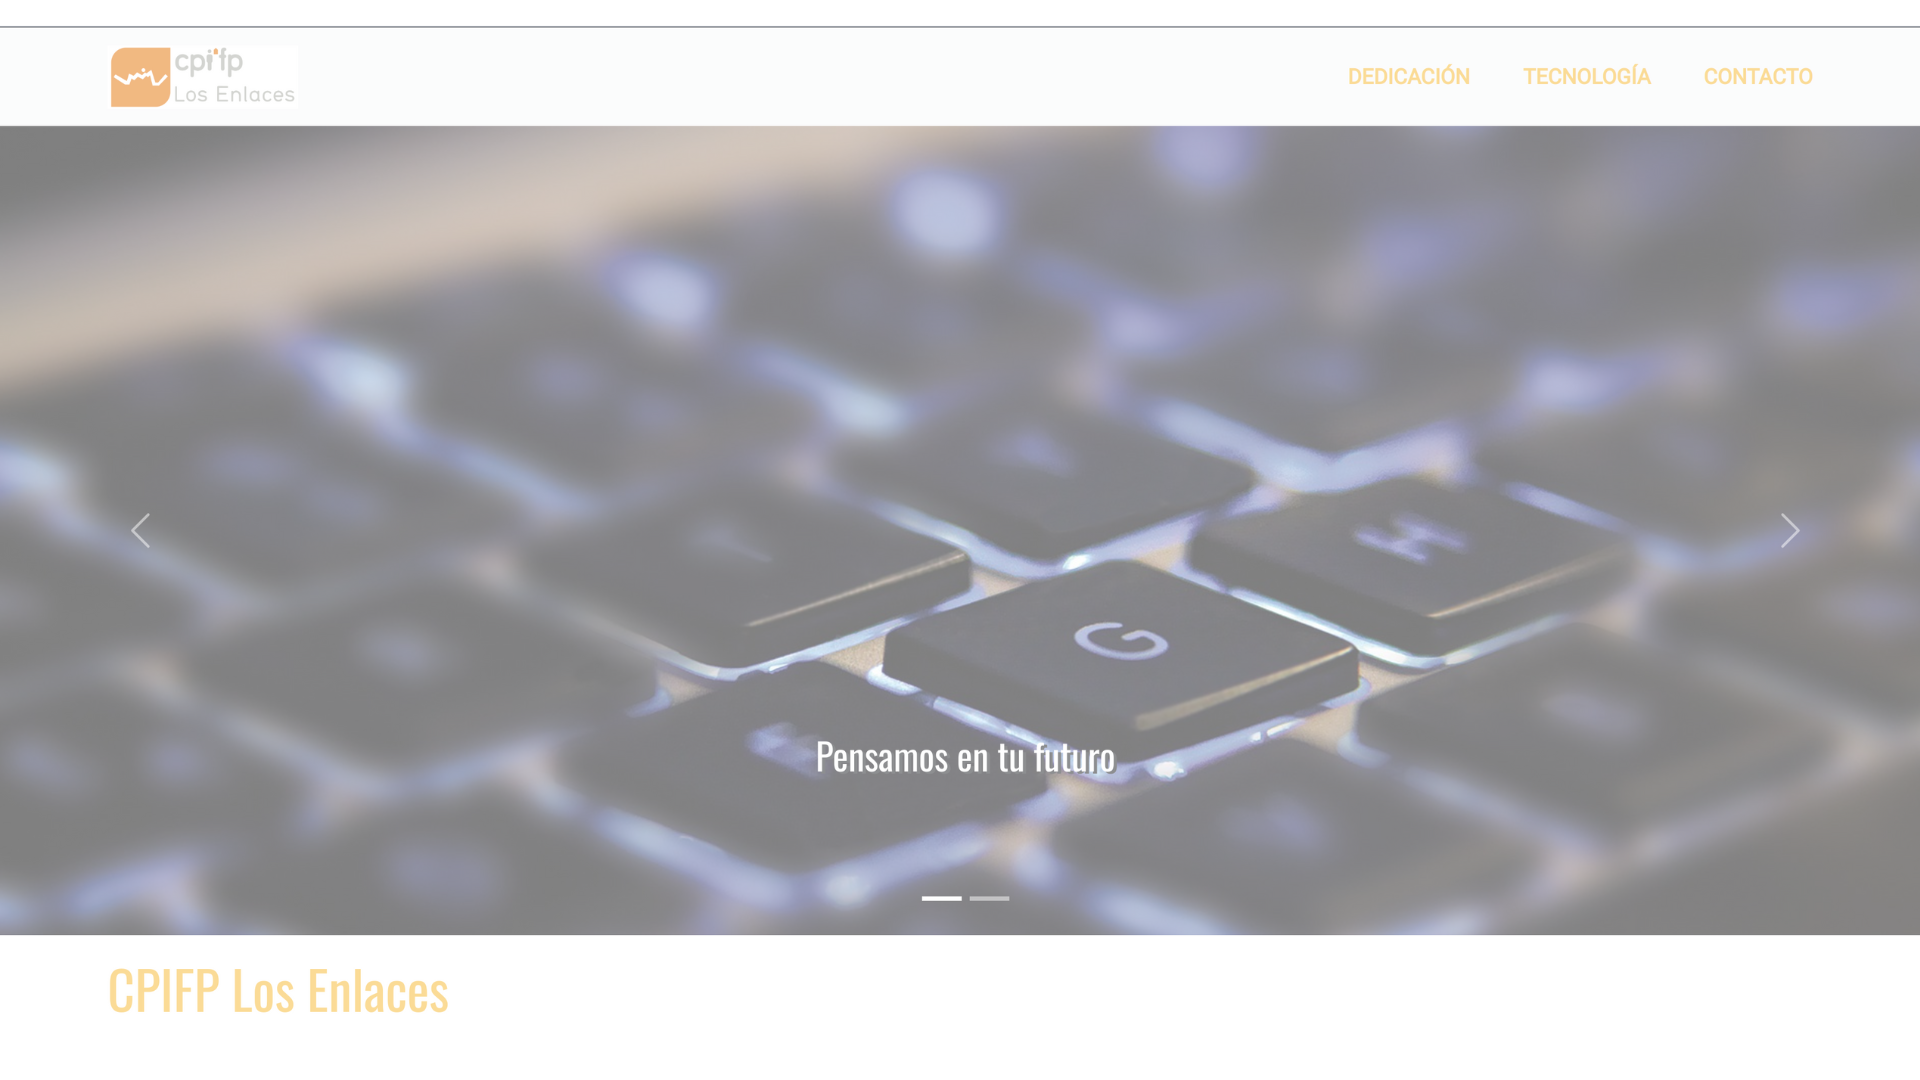 cpifp
Los Enlaces
DEDICACIÓN
TECNOLOGÍA
CONTACTO
H
G
Pensamos en tu futuro
CPIFP Los Enlaces